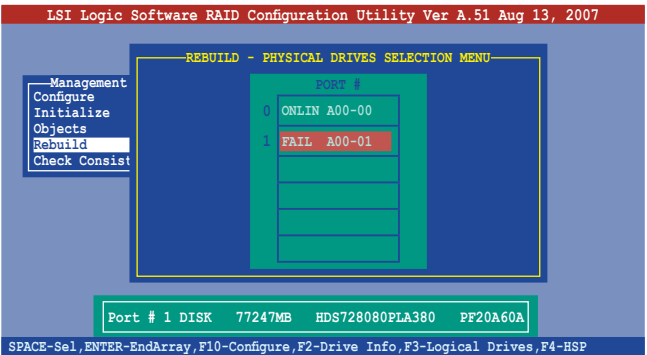 LSI Logic Software RAID Configuration Utility Ver A.51 Aug 13, 2007
REBUILD - PHYSICAL DRIVES SELECTION MENU
Management
Configure
Initialize
Objects
Rebuild
Check Consist
PORT #
0 ONLIN A00-00
1 FAIL A00-01
Port # 1 DISK 77247MB HDS728080PLA380 PF20A60A
SPACE-Sel,ENTER-EndArray,F10-Configure,F2-Drive Info,F3-Logical Drives,F4-HSP